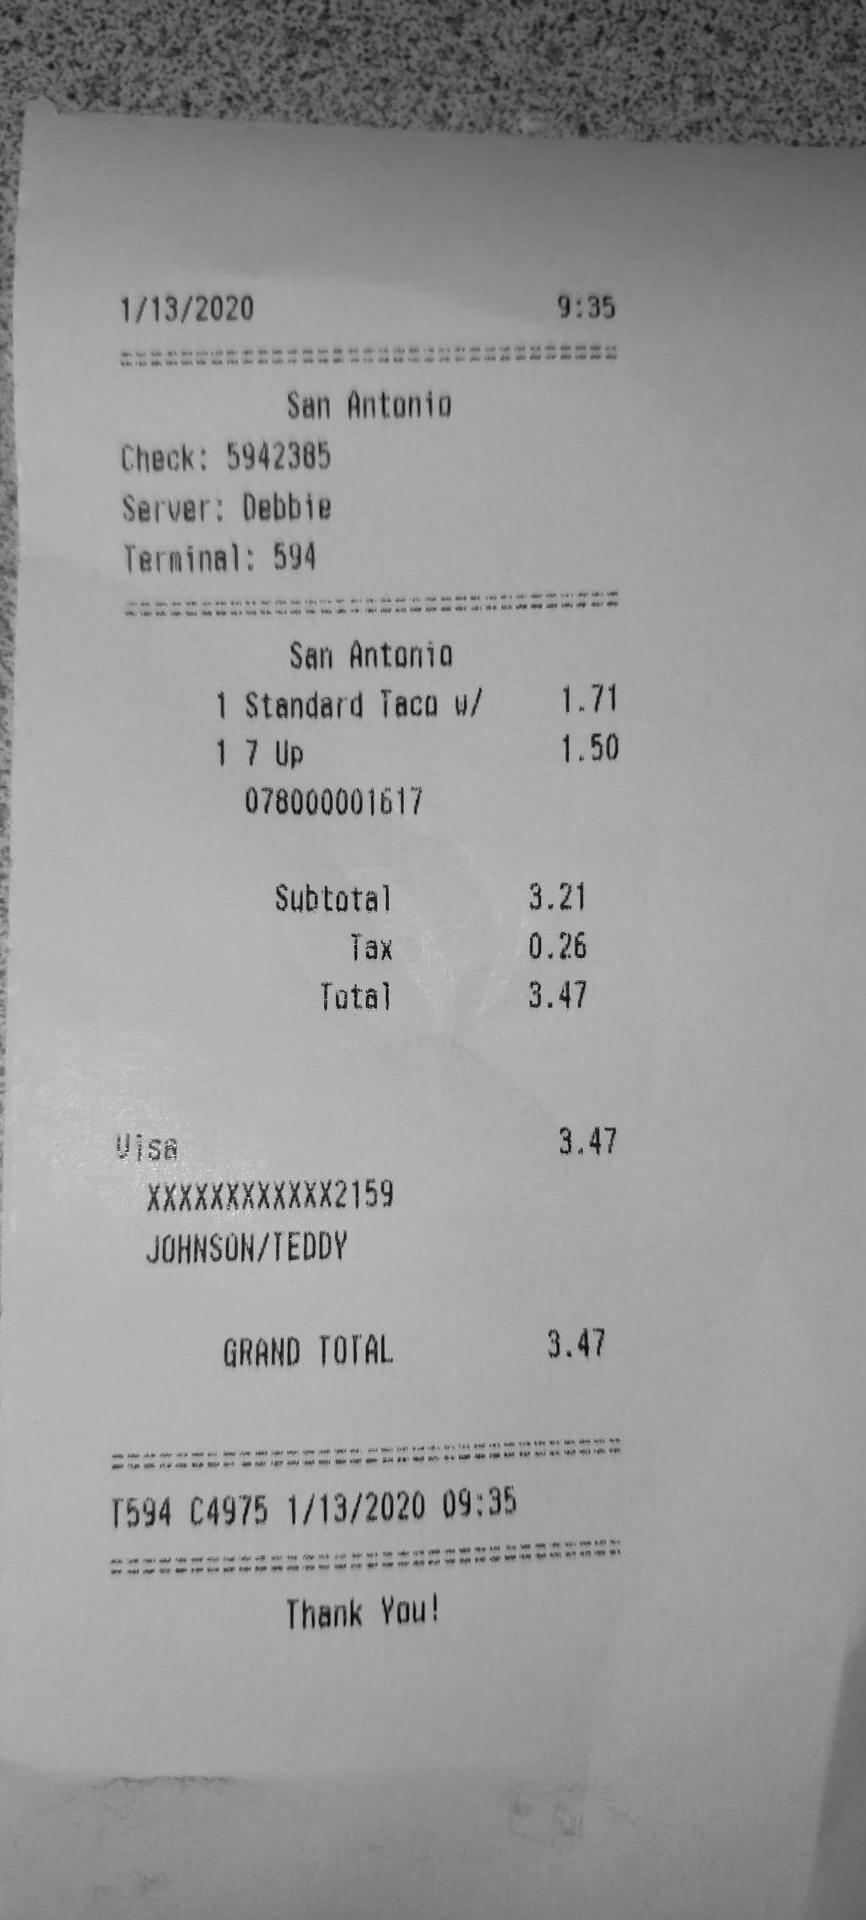 1/13/2020 9:35
================================
San Antonio
Check: 5942385
Server: Debbie
Terminal: 594
================================
San Antonio
1 Standard Taco w/ 1.71
1 7 Up 1.50
078000001617
Subtotal 3.21
Tax 0.26
Total 3.47
Visa 3.47
XXXXXXXXXXXX2159
JOHNSON/TEDDY
GRAND TOTAL 3.47
================================
T594 C4975 1/13/2020 09:35
================================
Thank You!